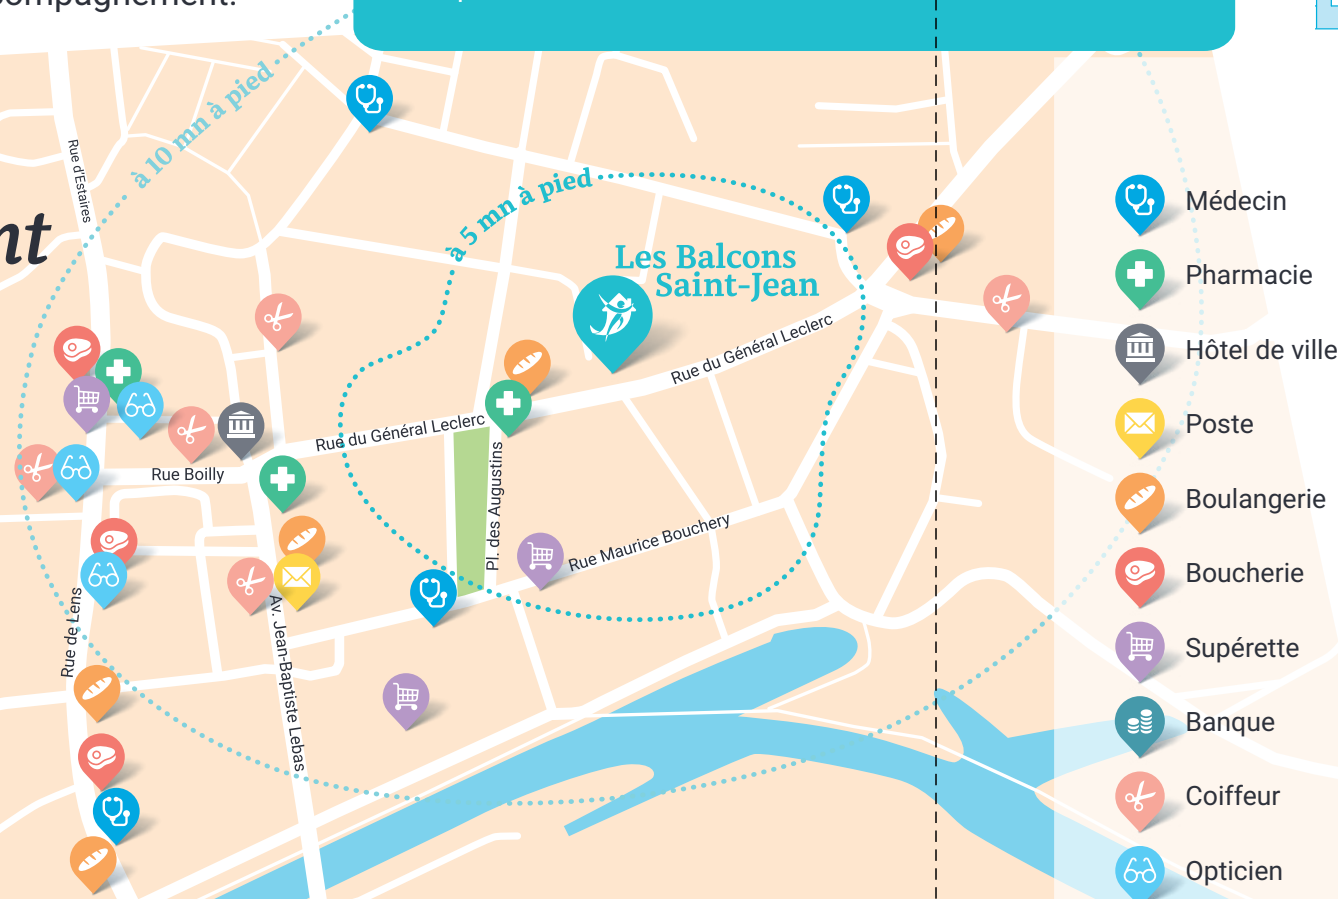 à 10 mn à pied
Rue d'Estaires
nt
à 5 mn à pied
Les Balcons
Saint-Jean
Rue du Général Leclerc
Rue du Général Leclerc
Rue Boilly
Pl. des Augustins
Rue Maurice Bouchery
Rue de Lens
Av. Jean-Baptiste Lebas
Médecin
Pharmacie
Hôtel de ville
Poste
Boulangerie
Boucherie
Supérette
Banque
Coiffeur
Opticien